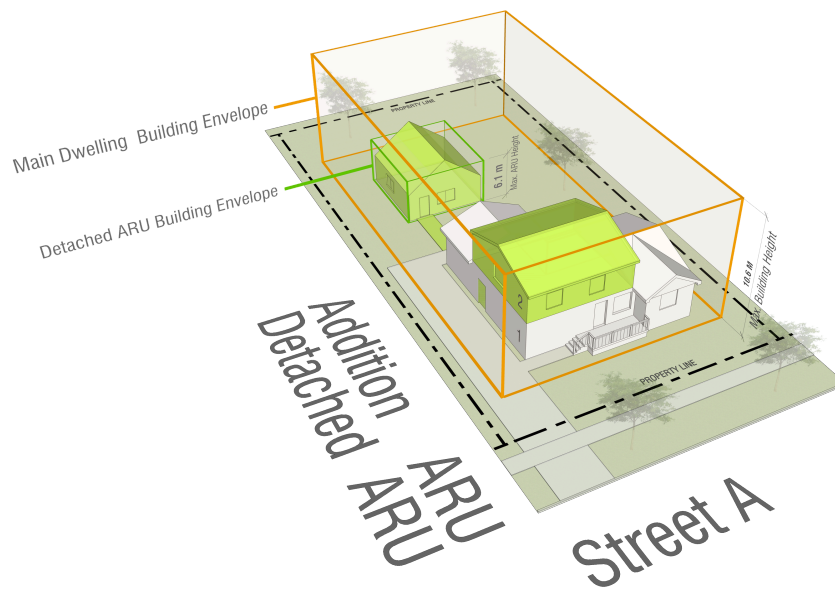 PROPERTY LINE
Main Dwelling Building Envelope
6.1 m
Max. ARU Height
Detached ARU Building Envelope
10.6 M
Max. Building Height
2
1
PROPERTY LINE
Addition ARU
Detached ARU
Street A